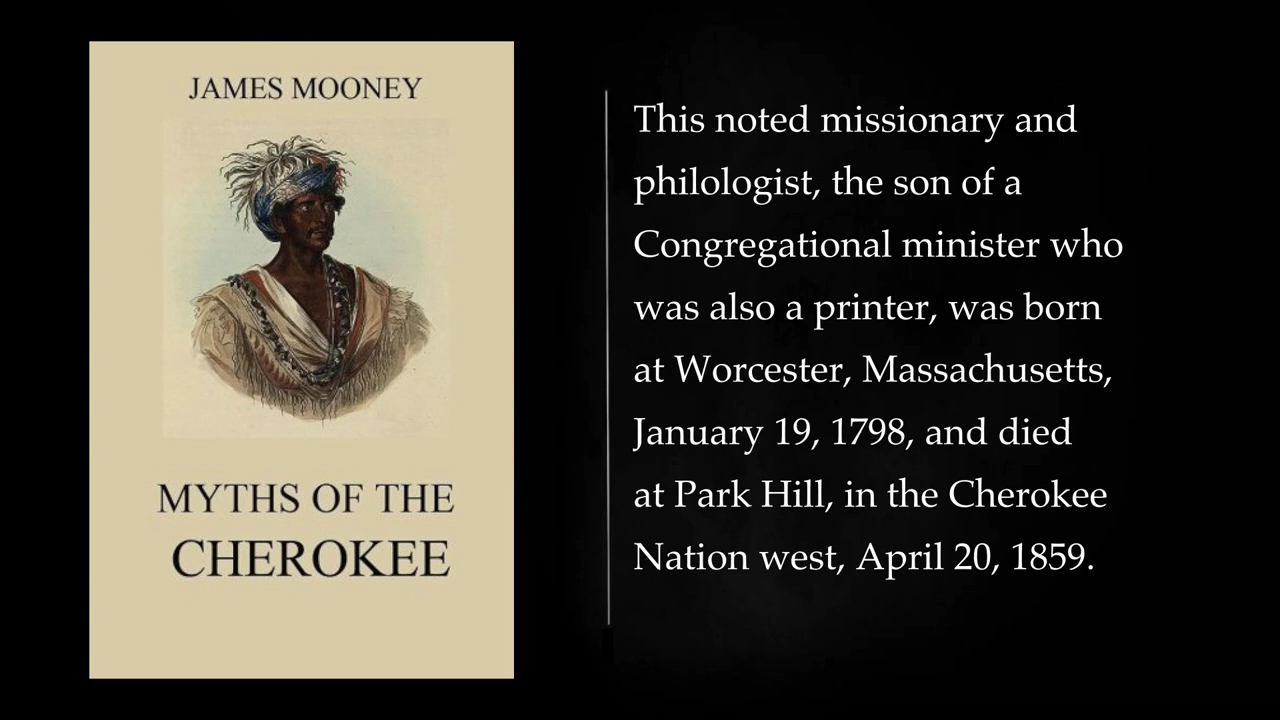 JAMES MOONEY
MYTHS OF THE
CHEROKEE
This noted missionary and
philologist, the son of a
Congregational minister who
was also a printer, was born
at Worcester, Massachusetts,
January 19, 1798, and died
at Park Hill, in the Cherokee
Nation west, April 20, 1859.